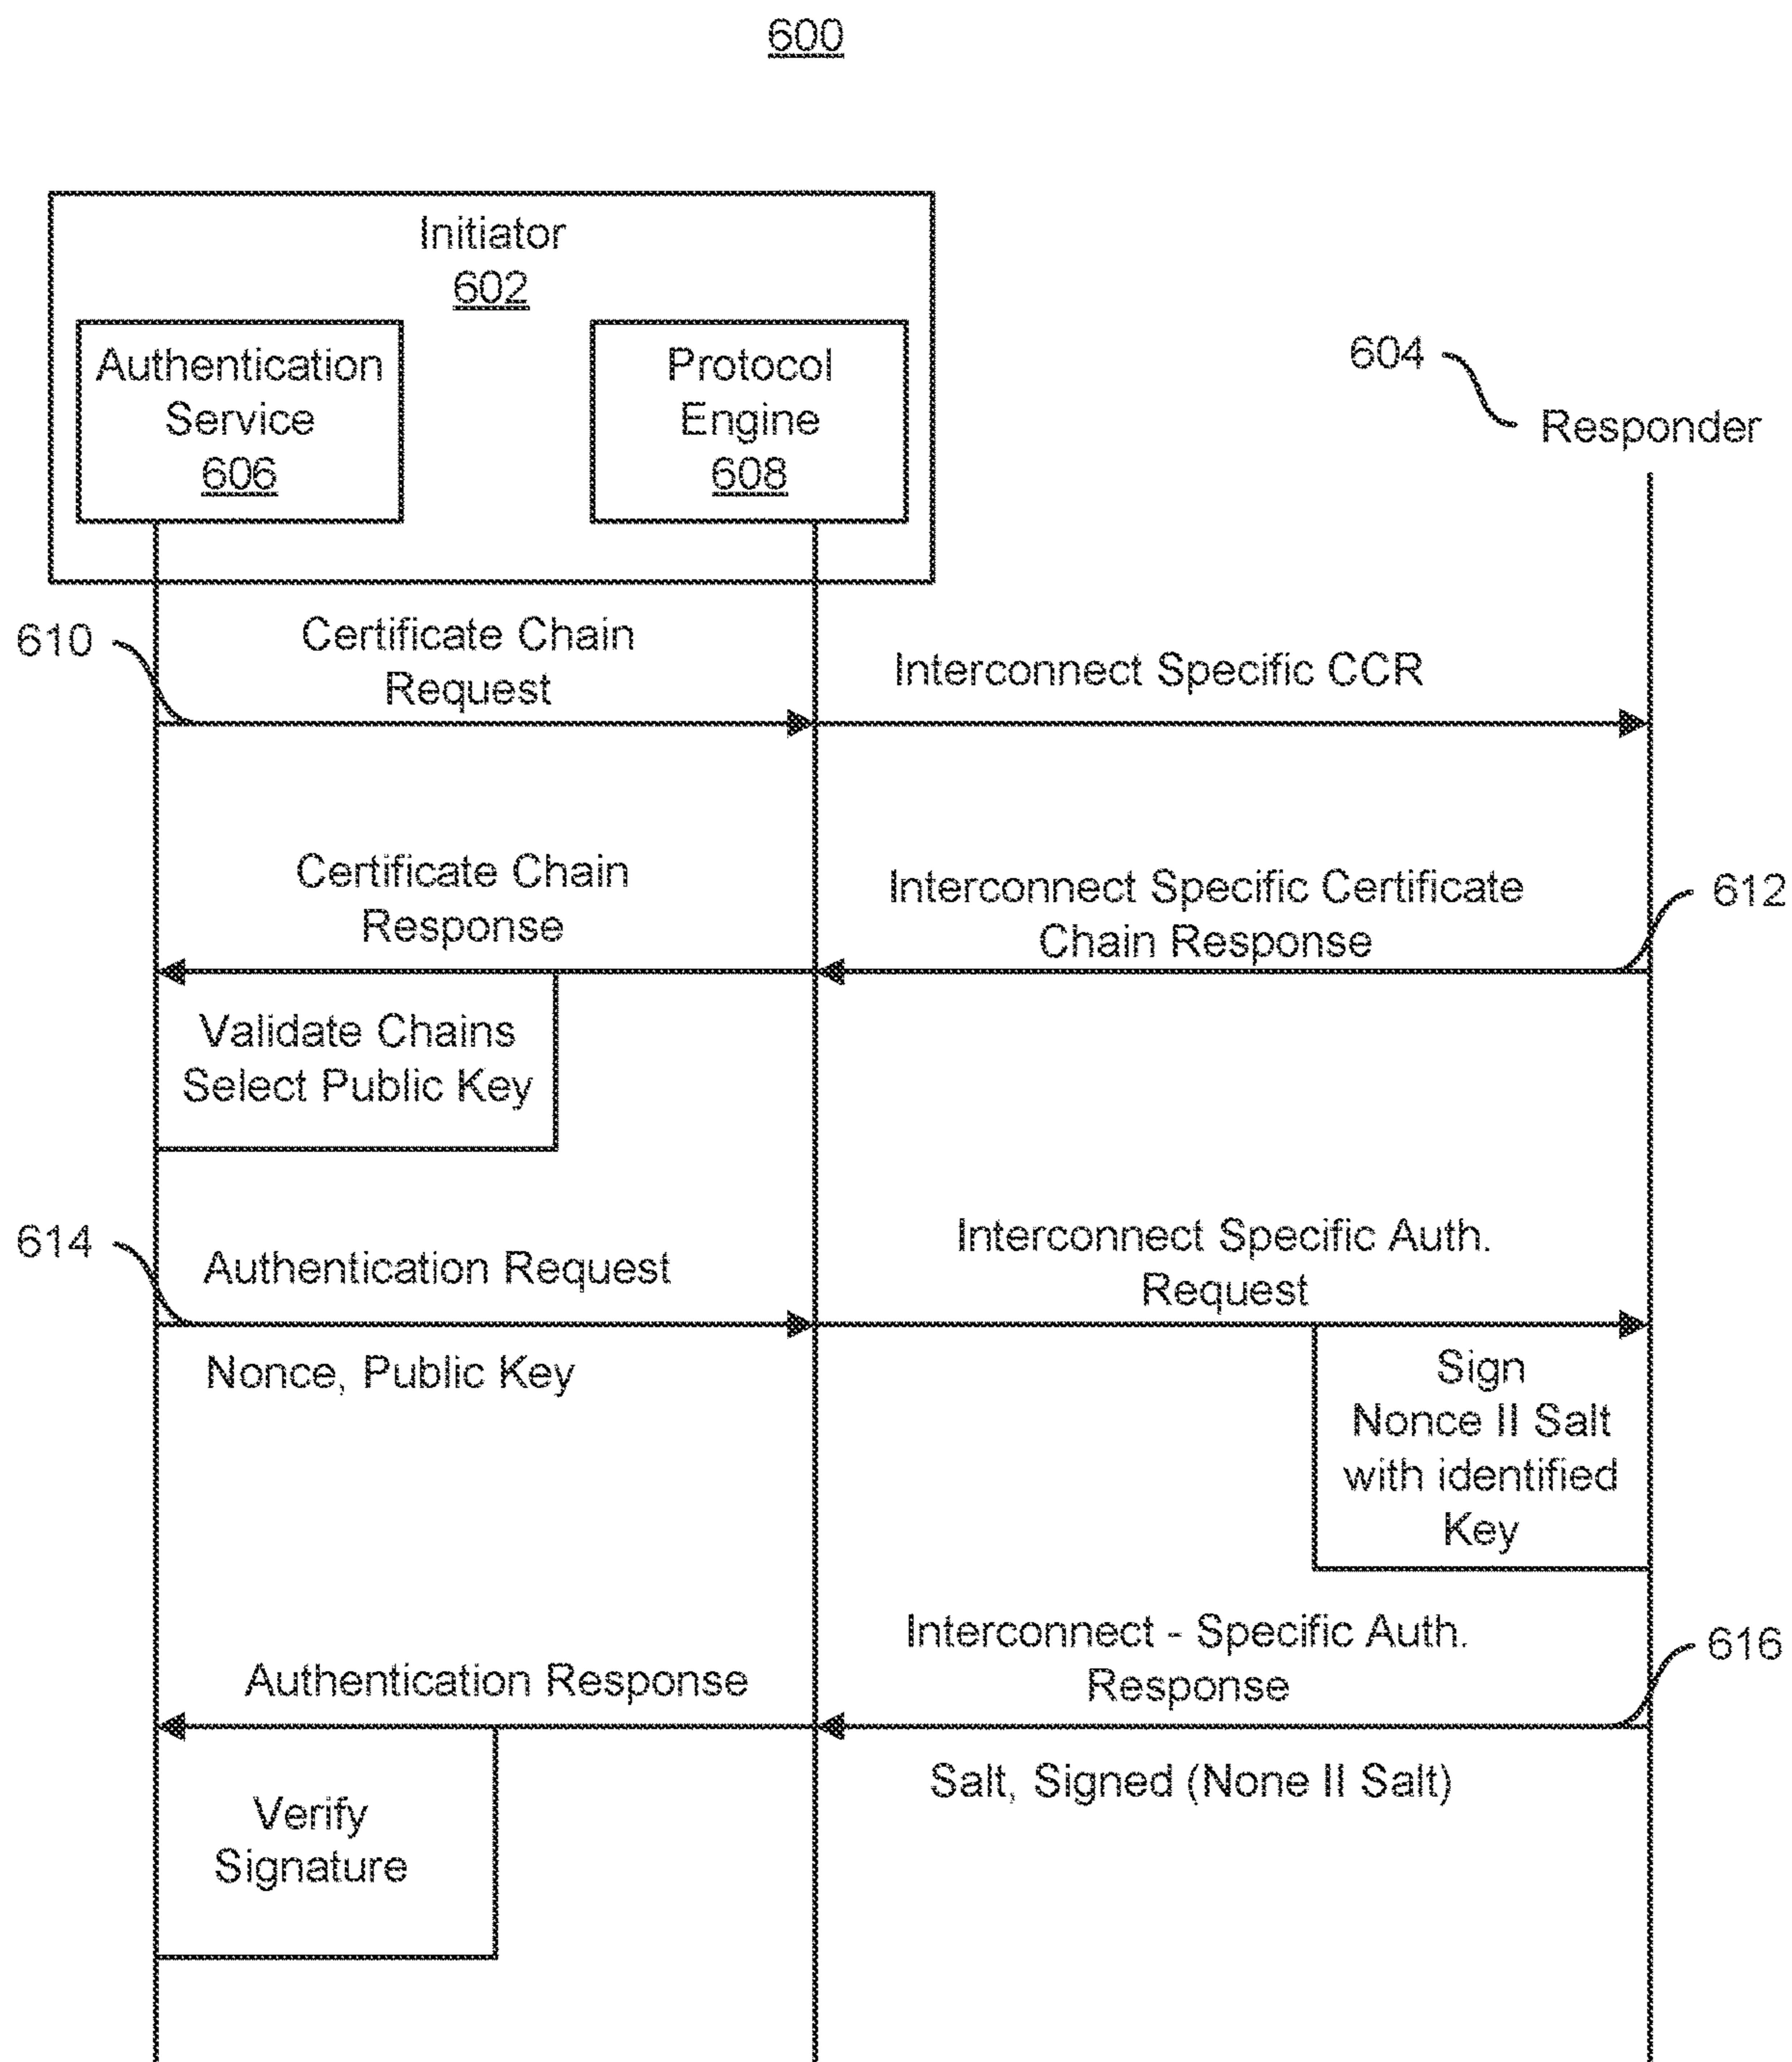 600
Initiator
602
Authentication
Service
606
Protocol
Engine
608
604
Responder
610
Certificate Chain
Request
Interconnect Specific CCR
Certificate Chain
Response
Interconnect Specific Certificate
Chain Response
612
Validate Chains
Select Public Key
614
Authentication Request
Interconnect Specific Auth.
Request
Nonce, Public Key
Sign
Nonce II Salt
with identified
Key
Interconnect - Specific Auth.
Response
616
Authentication Response
Salt, Signed (None II Salt)
Verify
Signature